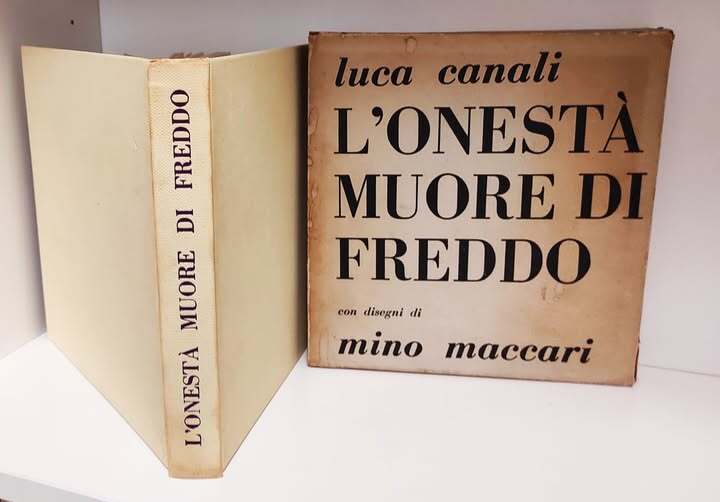 L'ONESTÀ MUORE DI FREDDO
luca canali
L'ONESTÀ
MUORE DI
FREDDO
con disegni di
mino maccari